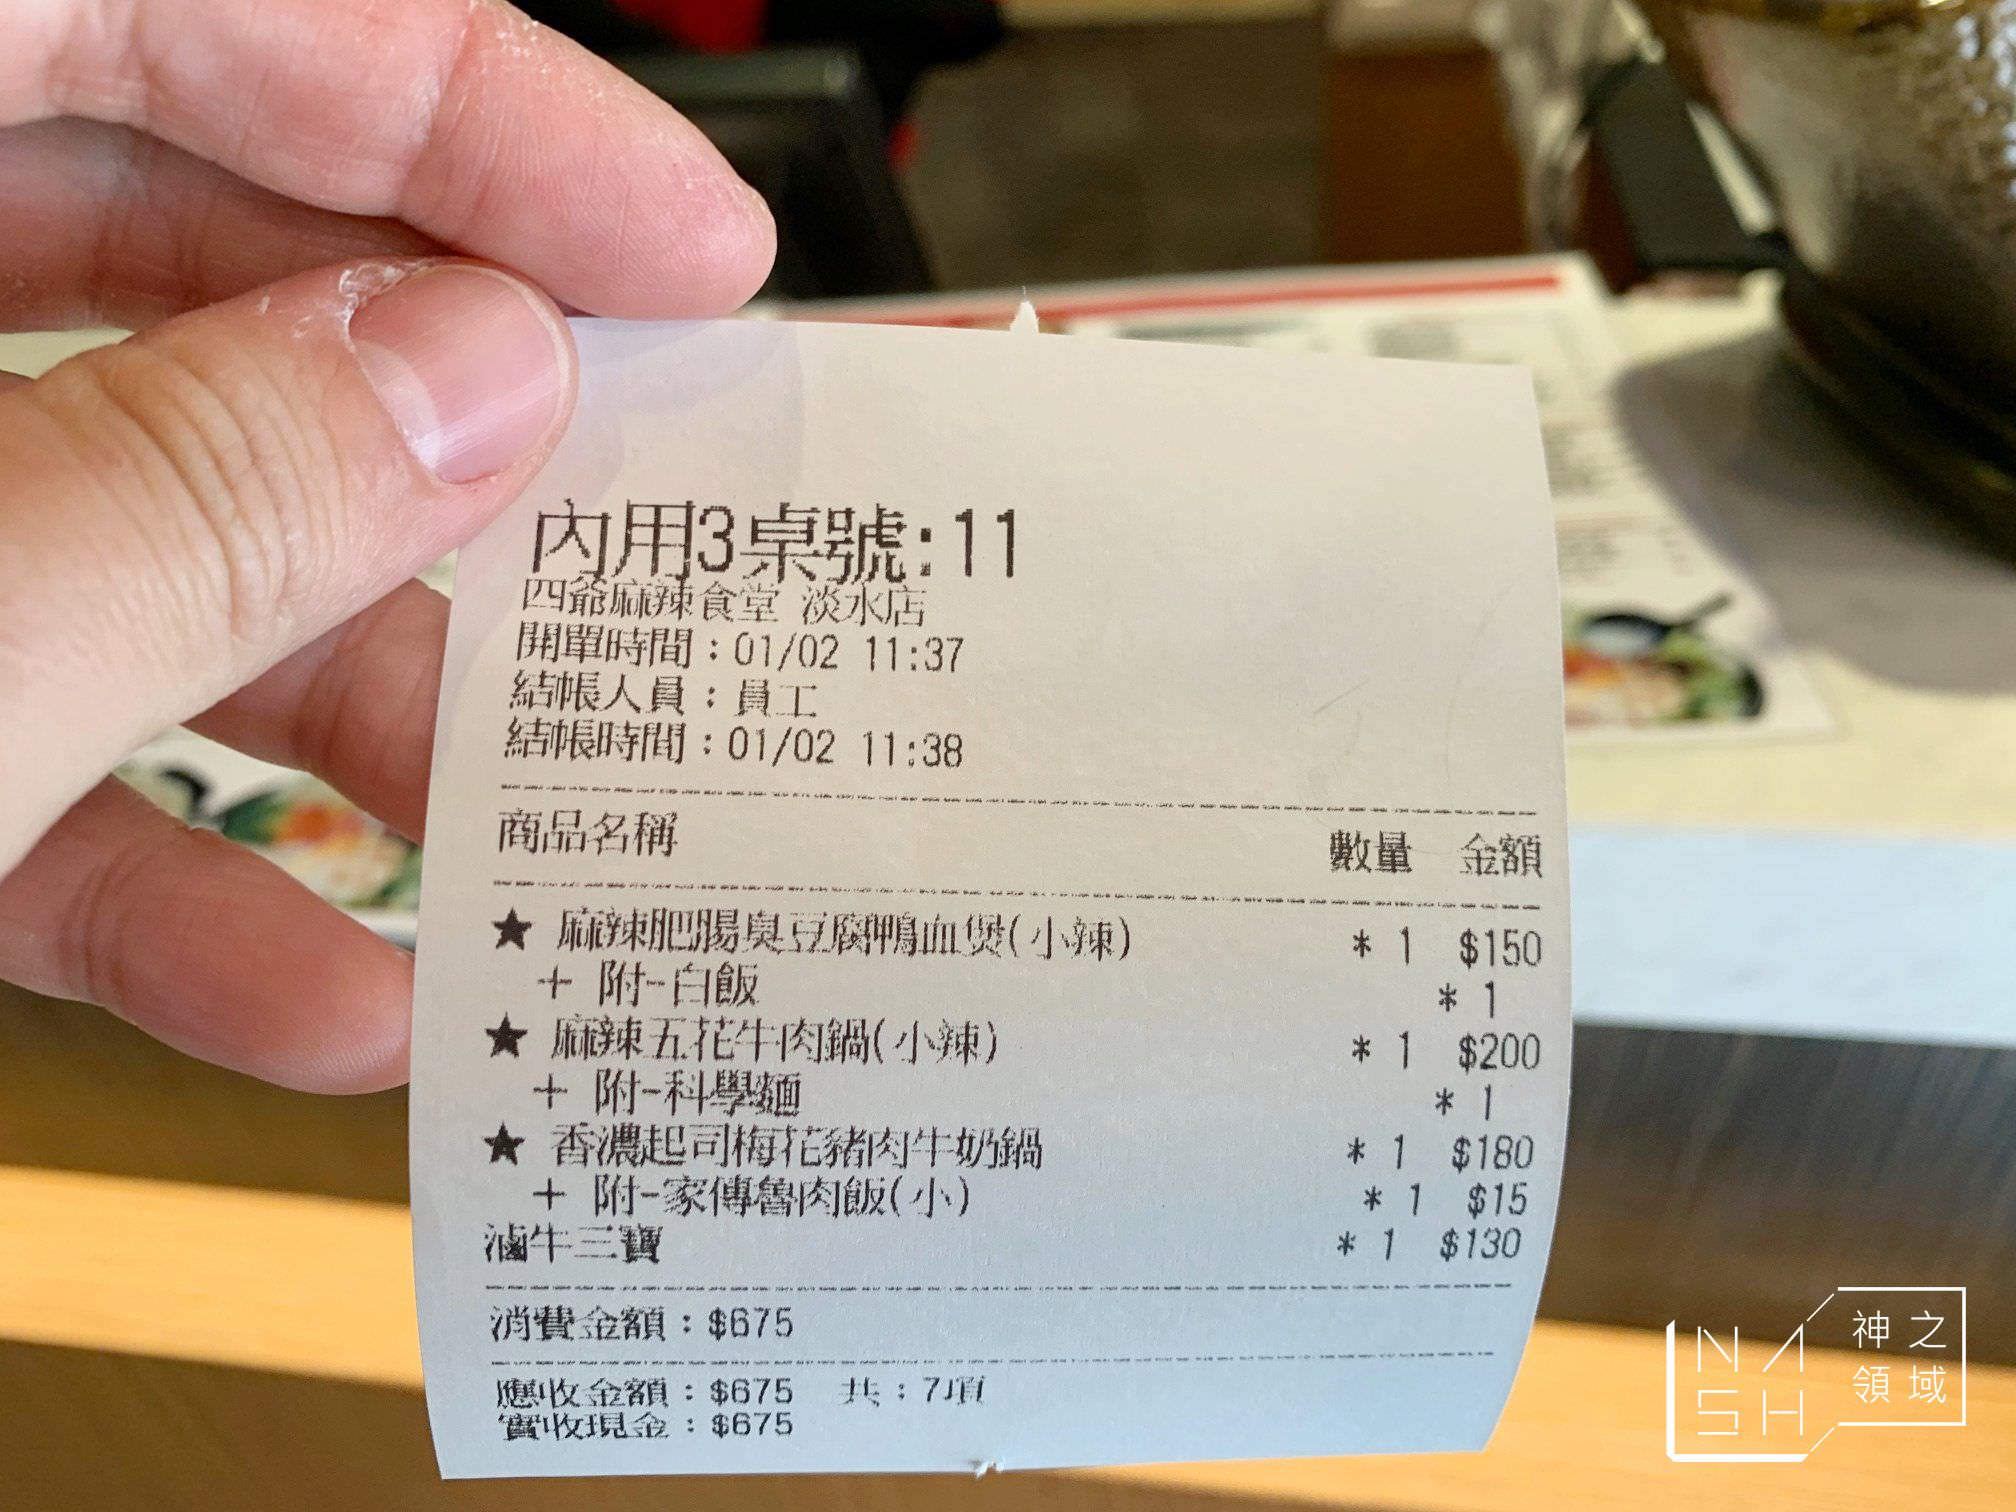 內用3桌號:11
四爺麻辣食堂 淡水店
開單時間:01/02 11:37
結帳人員:員工
結帳時間:01/02 11:38
商品名稱 數量 金額
★ 麻辣肥腸臭豆腐鴨血煲(小辣) * 1 $150
+ 附-白飯 * 1
★ 麻辣五花牛肉鍋(小辣) * 1 $200
+ 附-科學麵 * 1
★ 香濃起司梅花豬肉牛奶鍋 * 1 $180
+ 附-家傳魯肉飯(小) * 1 $15
滷牛三寶 * 1 $130
消費金額:$675
應收金額:$675 共:7項
實收現金:$675
NASH 神之領域